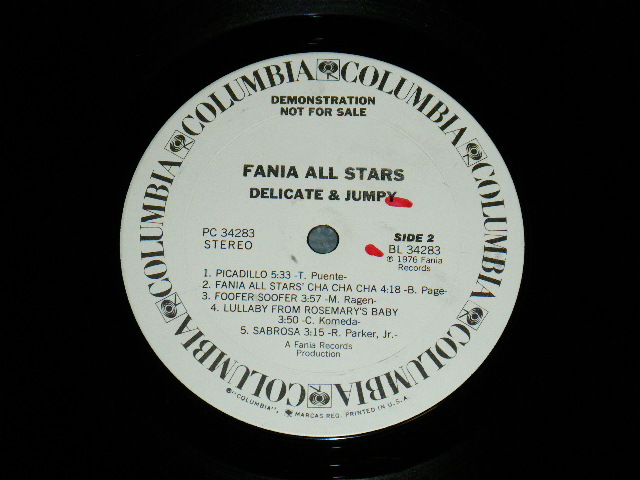 COLUMBIA COLUMBIA COLUMBIA COLUMBIA COLUMBIA COLUMBIA COLUMBIA COLUMBIA
DEMONSTRATION
NOT FOR SALE
FANIA ALL STARS
DELICATE & JUMPY
PC 34283
STEREO
SIDE 2
BL 34283
℗ 1976 Fania
Records
1. PICADILLO 5:33 -T. Puente-
2. FANIA ALL STARS' CHA CHA CHA 4:18 -B. Page-
3. FOOFER SOOFER 3:57 -M. Ragen-
4. LULLABY FROM ROSEMARY'S BABY
3:50 -C. Komeda-
5. SABROSA 3:15 -R. Parker, Jr.-
A Fania Records
Production
®"COLUMBIA", MARCAS REG. PRINTED IN U.S.A.